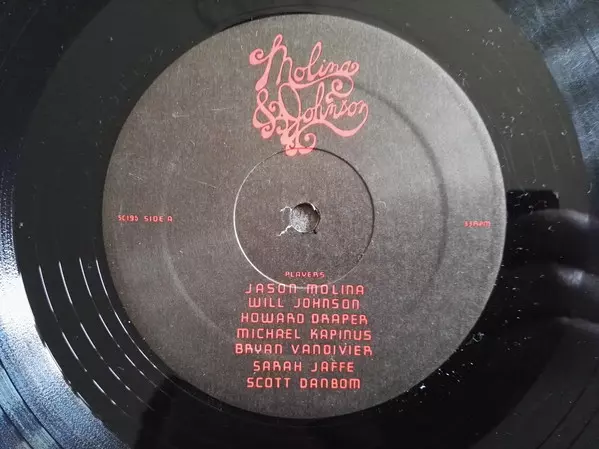 Molina
& Johnson
SC195 SIDE A
33RPM
PLAYERS
JASON MOLINA
WILL JOHNSON
HOWARD DRAPER
MICHAEL KAPINUS
BRYAN VANDIVIER
SARAH JAFFE
SCOTT DANBOM